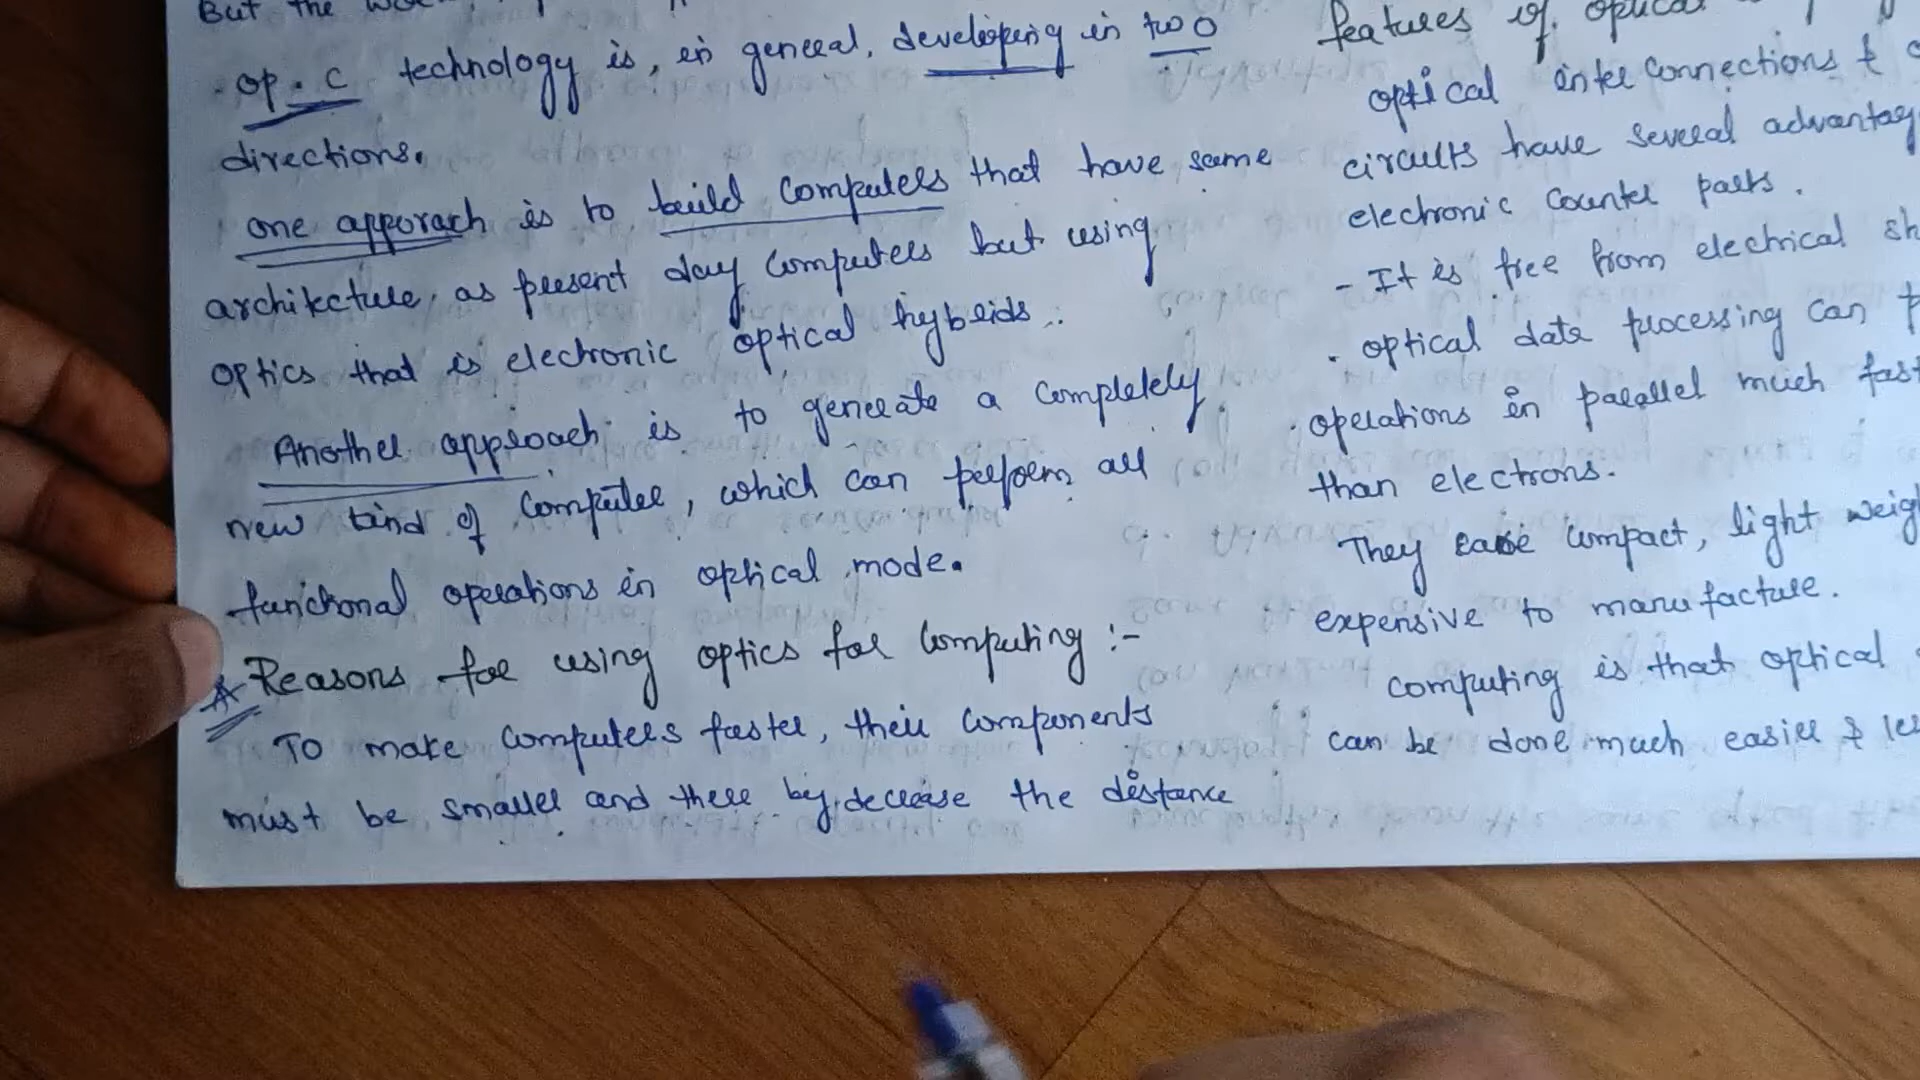 But the
op. c technology is, in general, developing in two
directions.
one apporach is to build computers that have same
architecture, as present day computers but using
optics that is electronic optical hybrids.
Another approach is to generate a completely
new kind of computer, which can perform all
functional operations in optical mode.
Reasons for using optics for computing :-
To make computers faster, their components
must be smaller and there by decrease the distance
features of optical
optical inter connections &
circuits have several advantag
electronic counter parts.
- It is free from electrical sh
. optical date processing can
operations in parallel much fast
than electrons.
They compact, light weigh
expensive to manufacture.
computing is that optical
can be done much easier & les